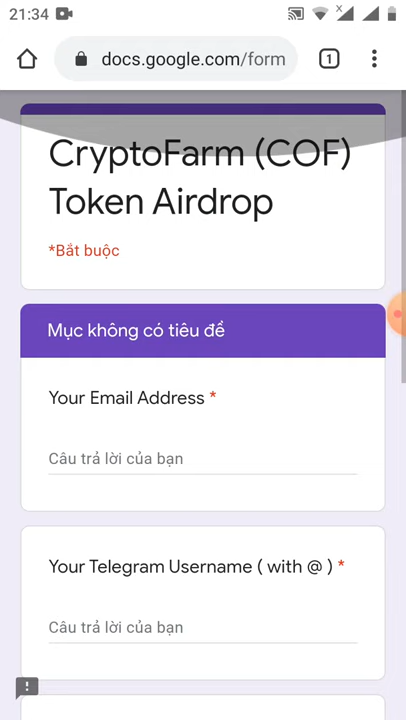 21:34
docs.google.com/form
1
CryptoFarm (COF)
Token Airdrop
*Bắt buộc
Mục không có tiêu đề
Your Email Address *
Câu trả lời của bạn
Your Telegram Username ( with @ ) *
Câu trả lời của bạn